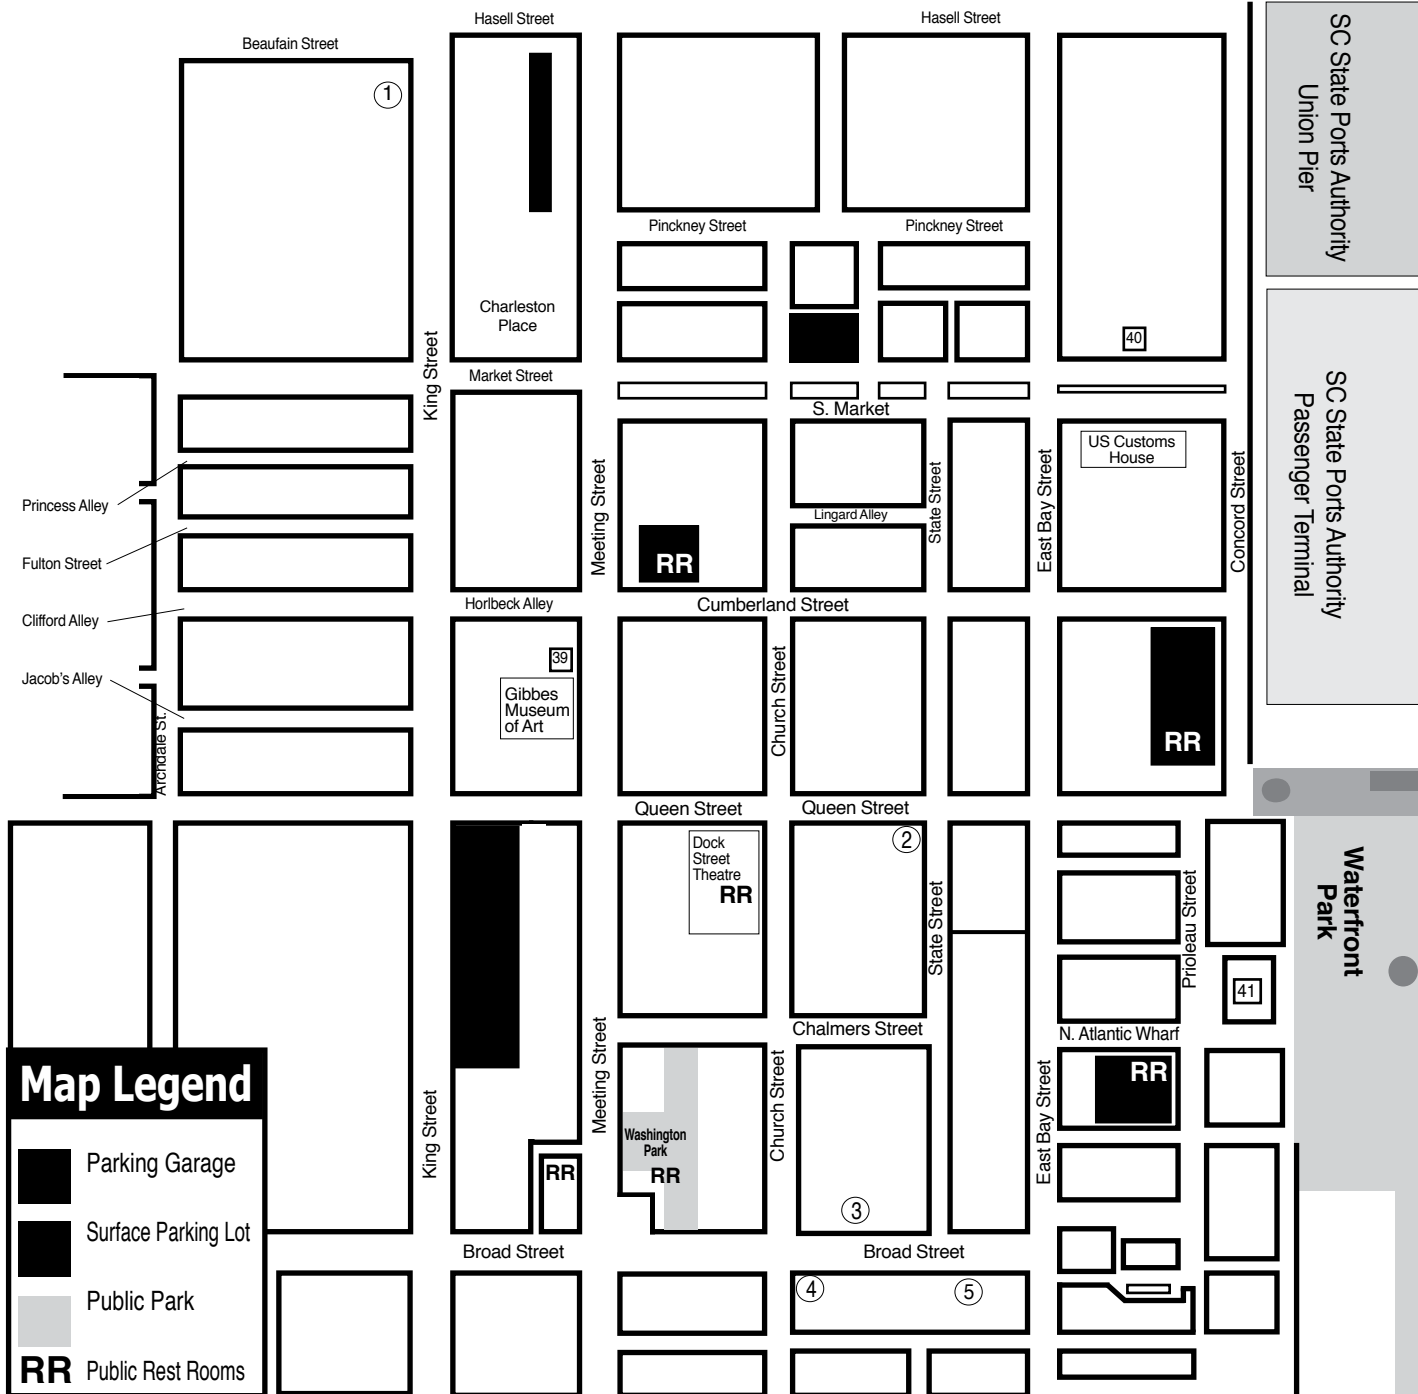 Hasell Street
Hasell Street
Beaufain Street
1
SC State Ports Authority
Union Pier
Pinckney Street
Pinckney Street
Charleston
Place
40
King Street
Market Street
S. Market
SC State Ports Authority
Passenger Terminal
US Customs
House
Princess Alley
Meeting Street
State Street
East Bay Street
Concord Street
Lingard Alley
Fulton Street
RR
Horlbeck Alley
Cumberland Street
Clifford Alley
39
Church Street
Jacob's Alley
Gibbes
Museum
of Art
Archdale St.
RR
Queen Street
Queen Street
Dock
Street
Theatre
RR
2
State Street
Prioleau Street
Waterfront
Park
41
Chalmers Street
N. Atlantic Wharf
King Street
Meeting Street
Church Street
East Bay Street
RR
Washington
Park
RR
RR
3
Broad Street
Broad Street
4
5
Map Legend
Parking Garage
Surface Parking Lot
Public Park
RR Public Rest Rooms